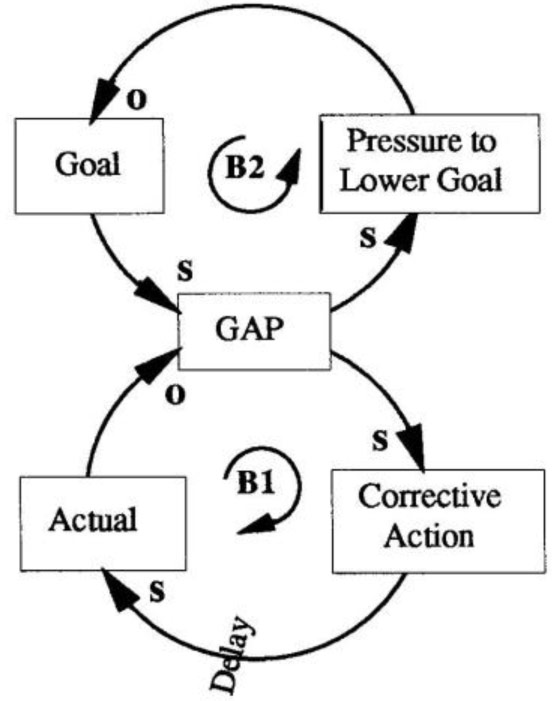 o
Goal
B2
Pressure to
Lower Goal
s
s
GAP
o
s
B1
Actual
Corrective
Action
s
Delay